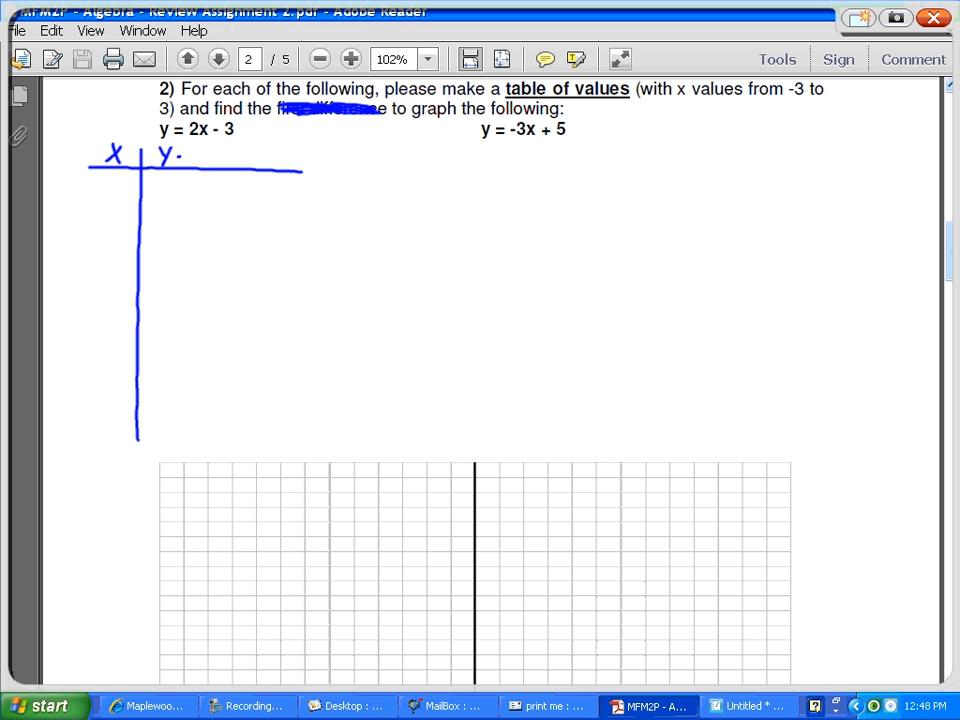 MFM2P - Algebra - Review Assignment 2.pdf - Adobe Reader
File Edit View Window Help
2 / 5 102% Tools Sign Comment
2) For each of the following, please make a table of values (with x values from -3 to
3) and find the to graph the following:
y = 2x - 3 y = -3x + 5
x y
start Maplewoo... Recording... Desktop : ... MailBox : ... print me : ... MFM2P - A... Untitled * ... 12:48 PM